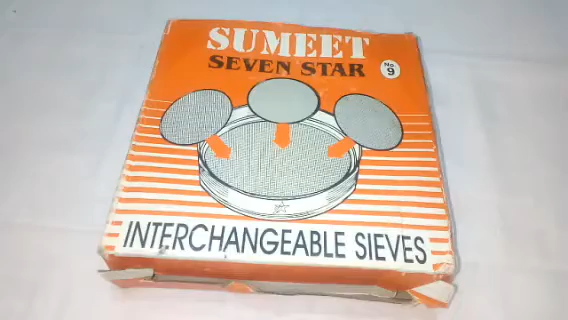 SUMEET
SEVEN STAR
No. 9
INTERCHANGEABLE SIEVES